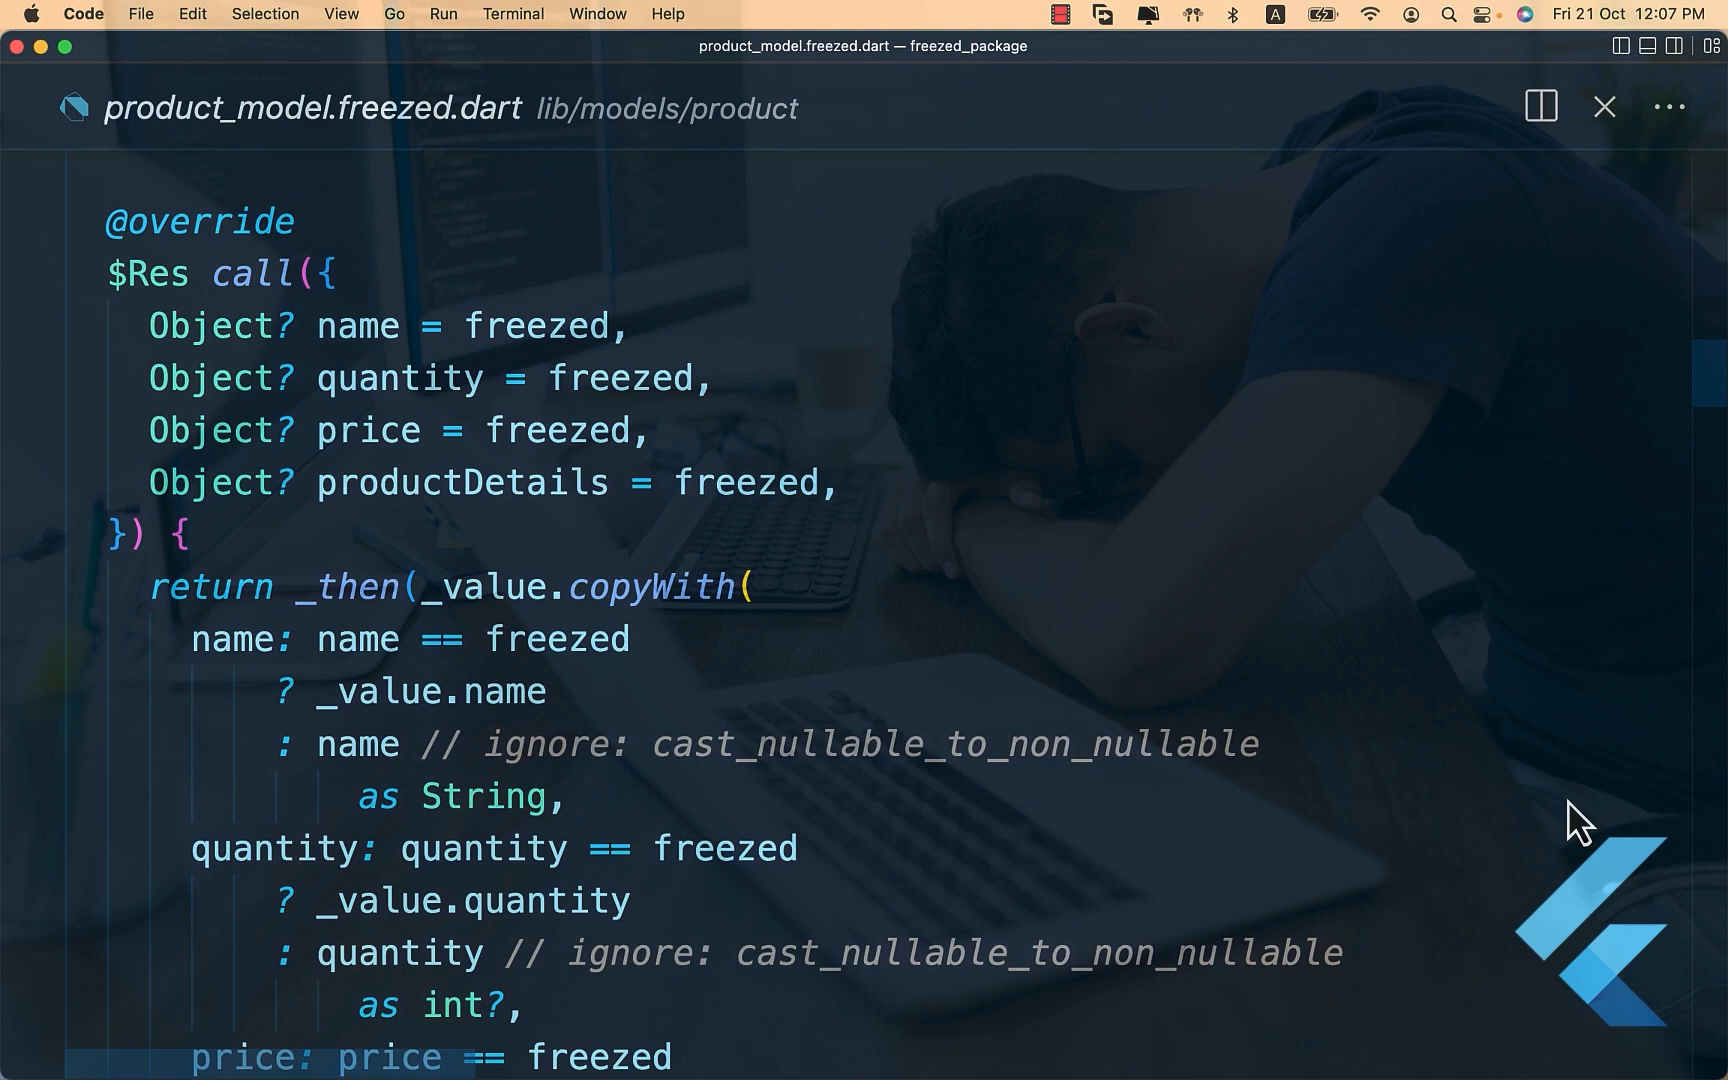 Code File Edit Selection View Go Run Terminal Window Help A Fri 21 Oct 12:07 PM
product_model.freezed.dart — freezed_package
product_model.freezed.dart lib/models/product
@override
$Res call({
Object? name = freezed,
Object? quantity = freezed,
Object? price = freezed,
Object? productDetails = freezed,
}) {
return _then(_value.copyWith(
name: name == freezed
? _value.name
: name // ignore: cast_nullable_to_non_nullable
as String,
quantity: quantity == freezed
? _value.quantity
: quantity // ignore: cast_nullable_to_non_nullable
as int?,
price: price == freezed